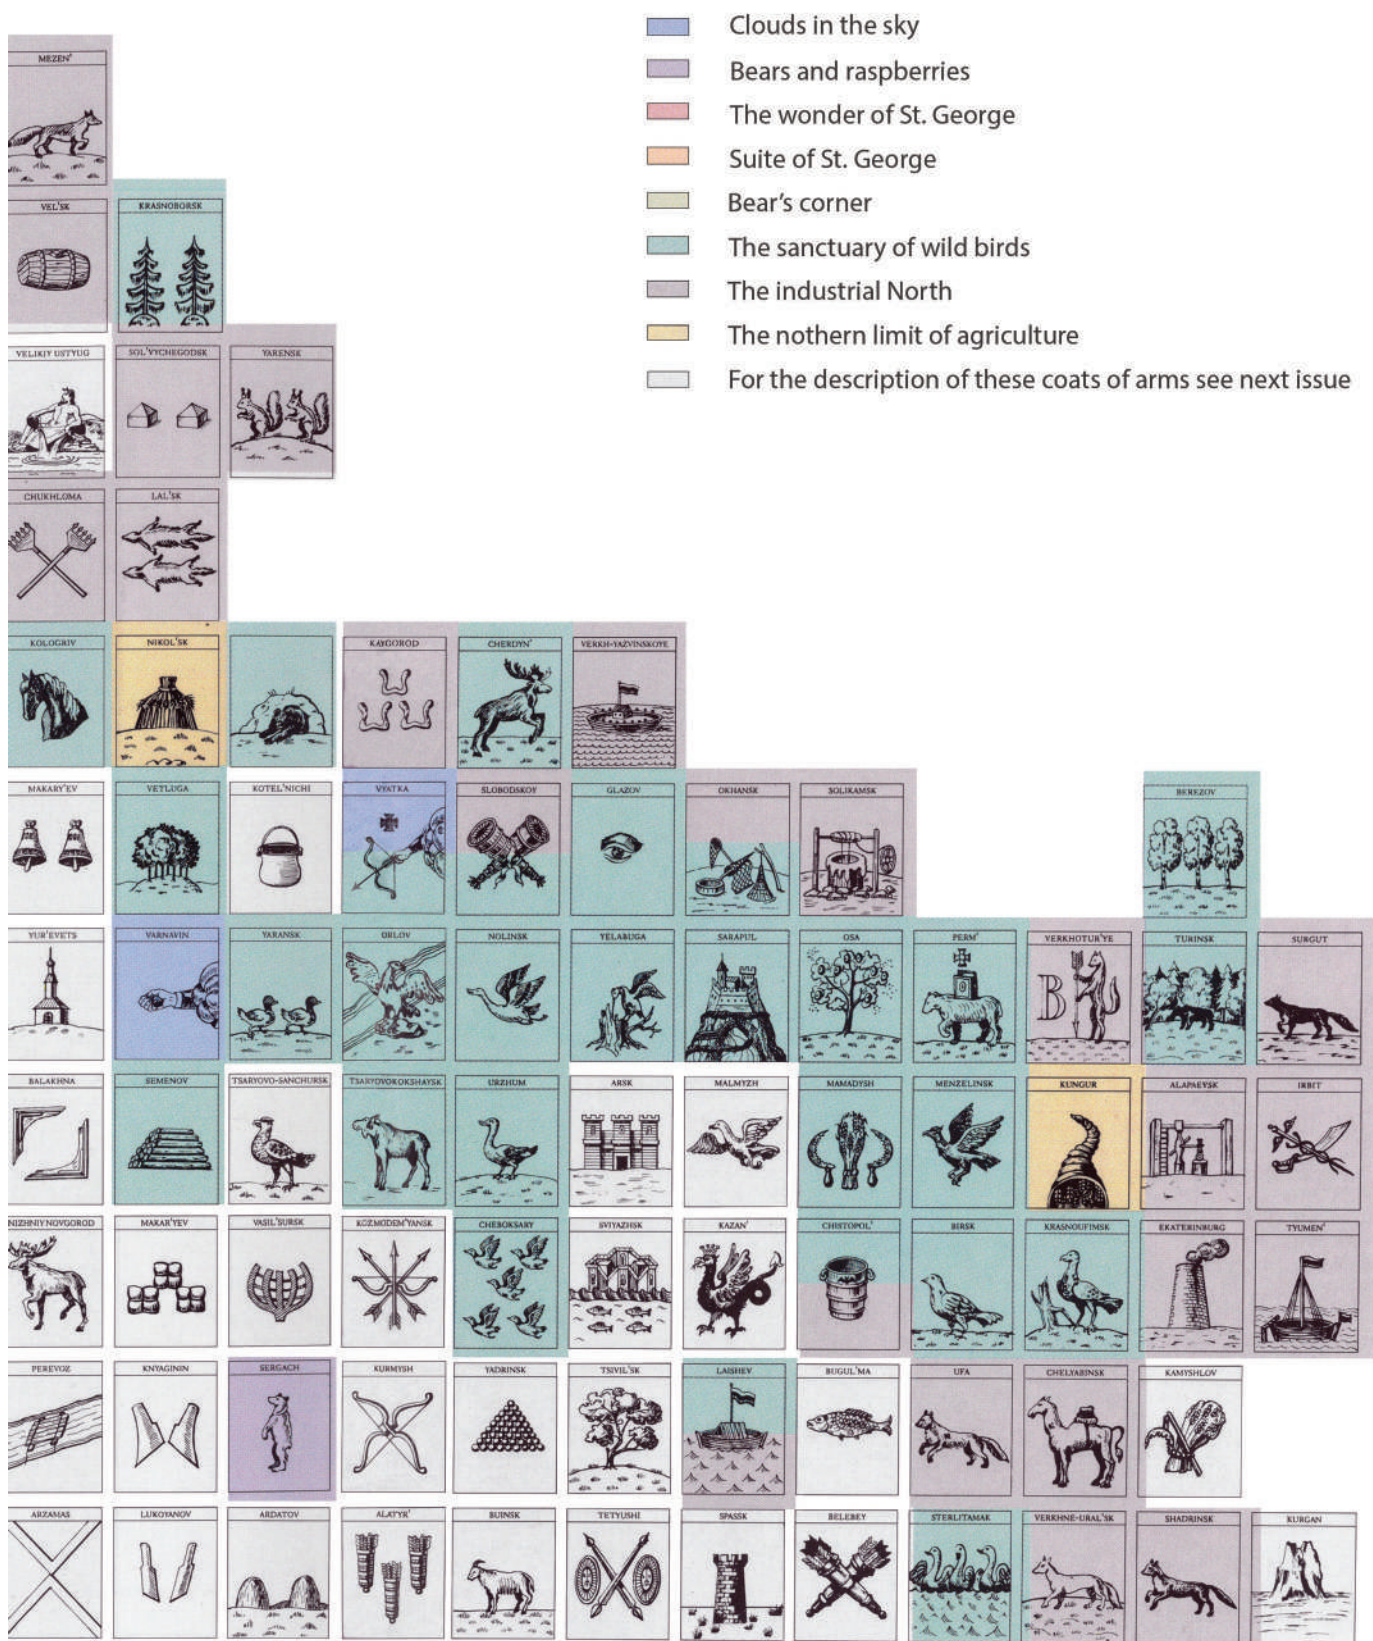 Clouds in the sky
Bears and raspberries
The wonder of St. George
Suite of St. George
Bear's corner
The sanctuary of wild birds
The industrial North
The nothern limit of agriculture
For the description of these coats of arms see next issue
MEZEN'
VEL'SK KRASNOBORSK
VELIKIY USTYUG SOL'VYCHEGODSK YARENSK
CHUKHLOMA LAL'SK
KOLOGRIV NIKOL'SK KAYGOROD CHERDYN' VERKH-YAZVINSKOYE
MAKARY'EV VETLUGA KOTEL'NICHI VYATKA SLOBODSKOY GLAZOV OKHANSK SOLIKAMSK BEREZOV
YUR'EVETS VARNAVIN YARANSK ORLOV NOLINSK YELABUGA SARAPUL OSA PERM' VERKHOTUR'YE TURINSK SURGUT
B
BALAKHNA SEMENOV TSARYOVO-SANCHURSK TSARYOVOKOKSHAYSK URZHUM ARSK MALMYZH MAMADYSH MENZELINSK KUNGUR ALAPAEVSK IRBIT
NIZHNIY NOVGOROD MAKAR'YEV VASIL'SURSK KOZMODEM'YANSK CHEBOKSARY SVIYAZHSK KAZAN' CHISTOPOL' BIRSK KRASNOUFIMSK EKATERINBURG TYUMEN'
PEREVOZ KNYAGININ SERGACH KURMYSH YADRINSK TSIVIL'SK LAISHEV BUGUL'MA UFA CHELYABINSK KAMYSHLOV
ARZAMAS LUKOYANOV ARDATOV ALATYR' BUINSK TETYUSHI SPASSK BELEBEY STERLITAMAK VERKHNE-URAL'SK SHADRINSK KURGAN